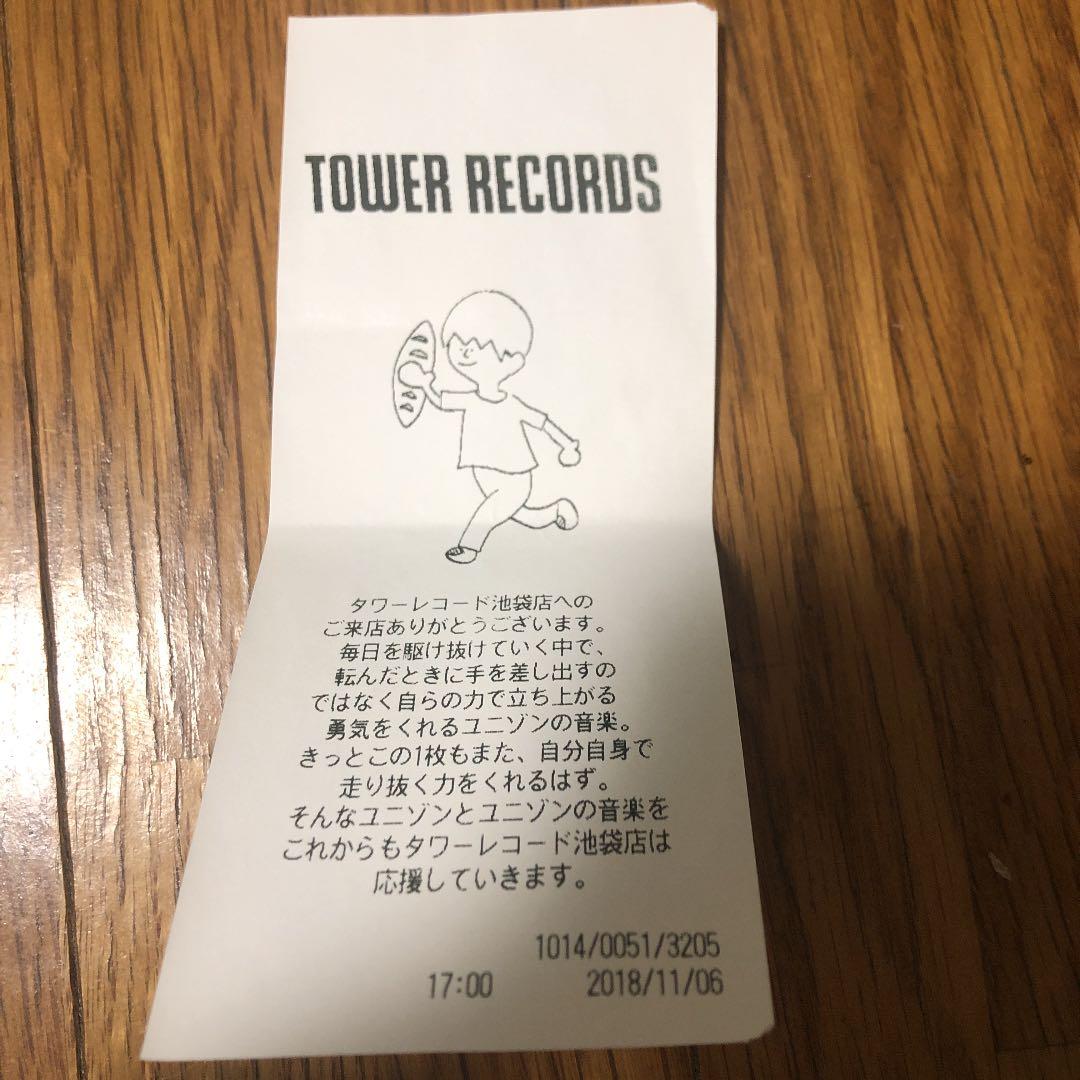 TOWER RECORDS
タワーレコード池袋店への
ご来店ありがとうございます。
毎日を駆け抜けていく中で、
転んだときに手を差し出すの
ではなく自らの力で立ち上がる
勇気をくれるユニゾンの音楽。
きっとこの1枚もまた、自分自身で
走り抜く力をくれるはず。
そんなユニゾンとユニゾンの音楽を
これからもタワーレコード池袋店は
応援していきます。
1014/0051/3205
17:00 2018/11/06